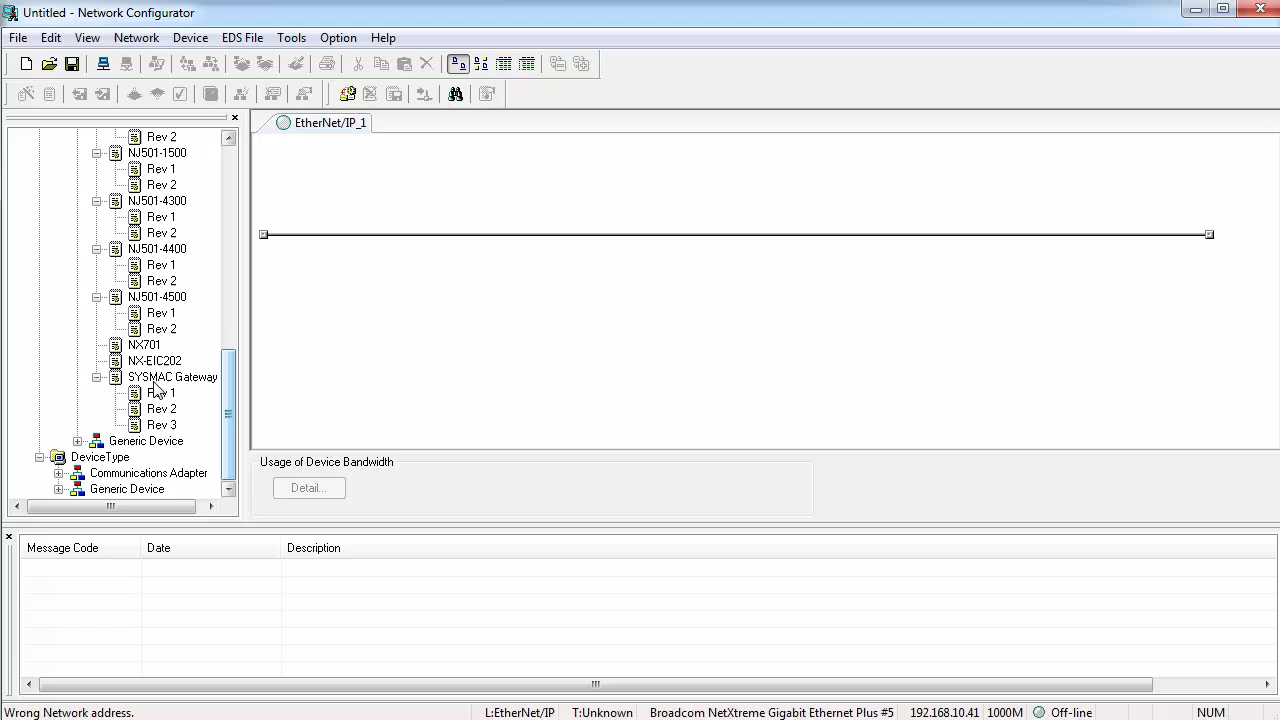 Untitled - Network Configurator
File Edit View Network Device EDS File Tools Option Help
EtherNet/IP_1
Rev 2
NJ501-1500
Rev 1
Rev 2
NJ501-4300
Rev 1
Rev 2
NJ501-4400
Rev 1
Rev 2
NJ501-4500
Rev 1
Rev 2
NX701
NX-EIC202
SYSMAC Gateway
Rev 1
Rev 2
Rev 3
Generic Device
DeviceType
Communications Adapter
Generic Device
Usage of Device Bandwidth
Detail...
Message Code Date Description
Wrong Network address. L:EtherNet/IP T:Unknown Broadcom NetXtreme Gigabit Ethernet Plus #5 192.168.10.41 1000M Off-line NUM